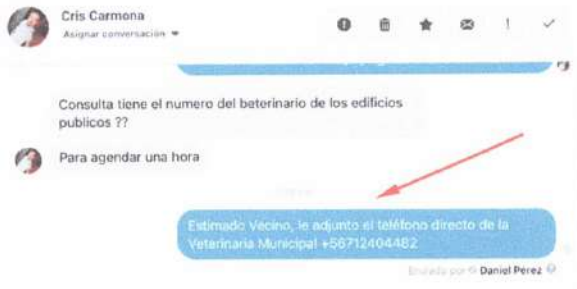 Cris Carmona
Asignar conversación
Consulta tiene el numero del beterinario de los edificios
publicos ??
Para agendar una hora
Estimado Vecino, le adjunto el teléfono directo de la
Veterinaria Municipal +56712404482
Enviada por Daniel Perez